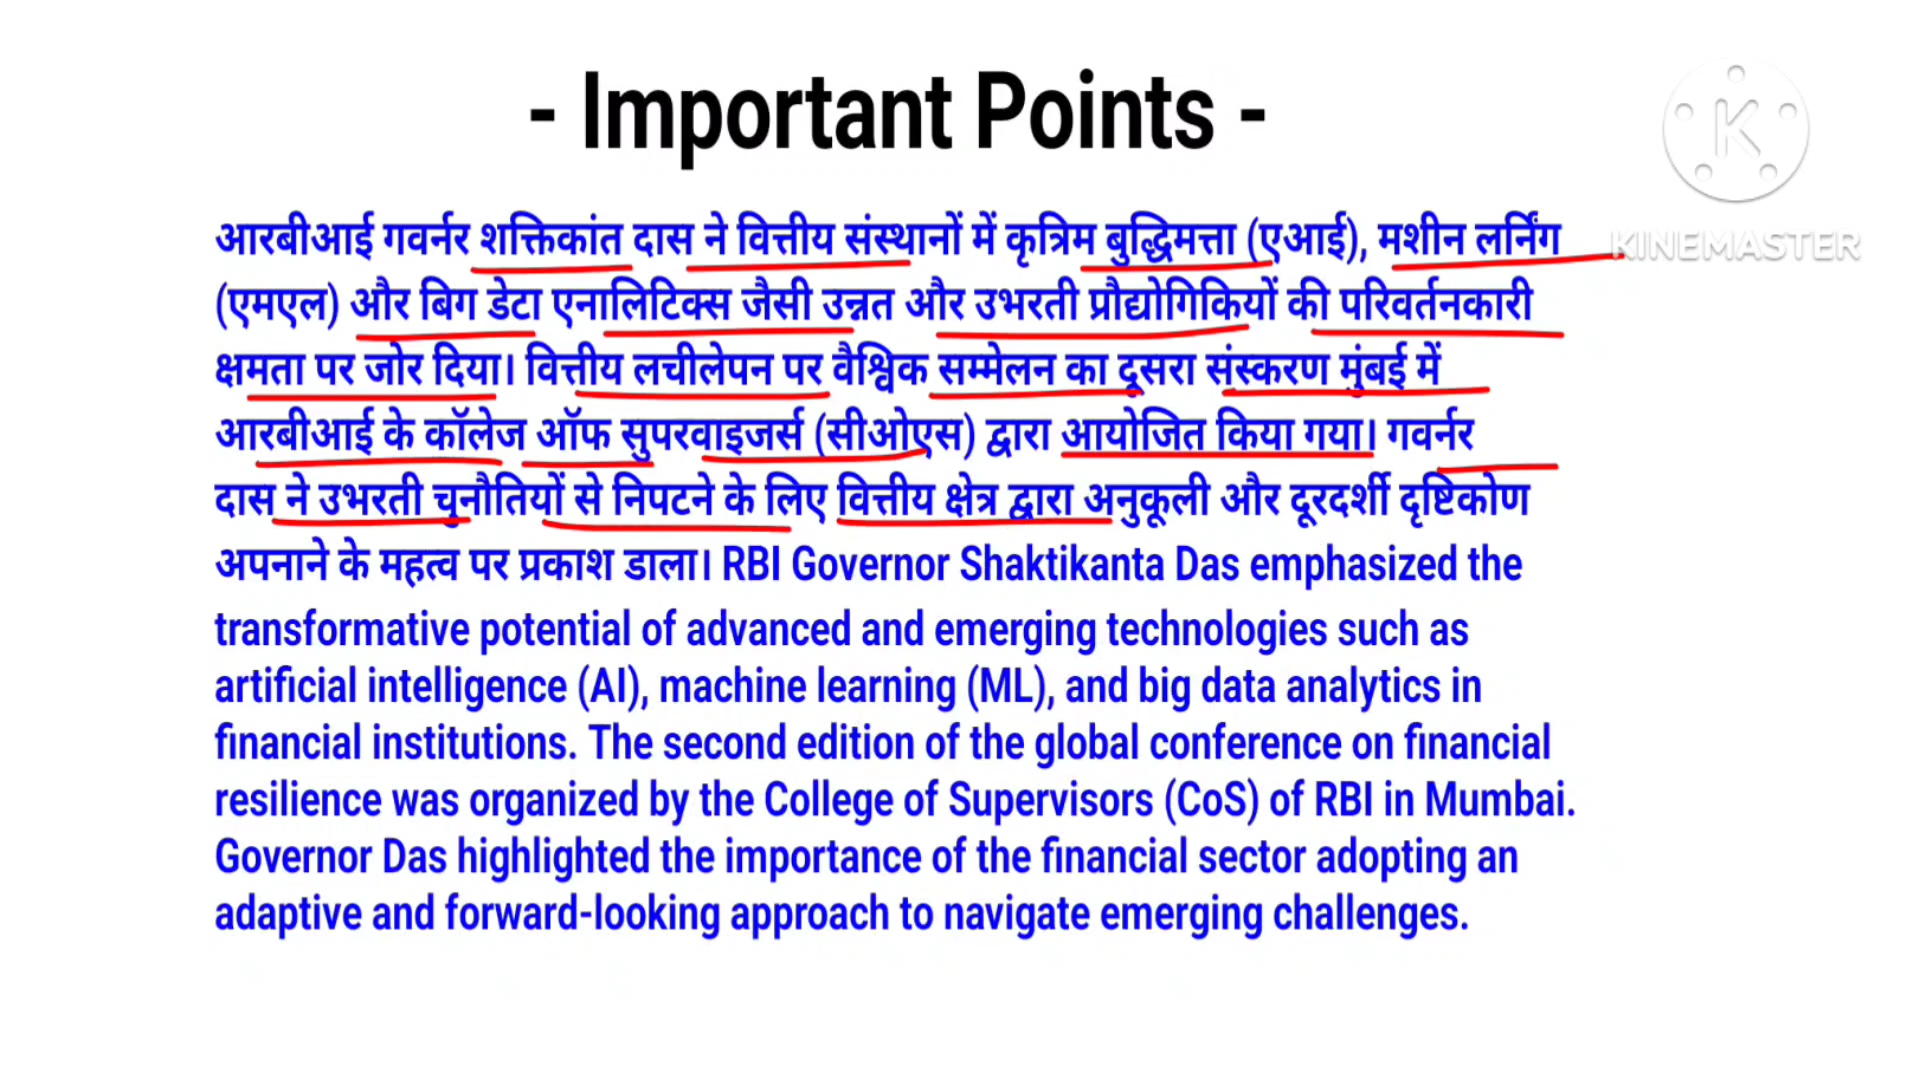 - Important Points -
K
KINEMASTER
आरबीआई गवर्नर शक्तिकांत दास ने वित्तीय संस्थानों में कृत्रिम बुद्धिमत्ता (एआई), मशीन लर्निंग
(एमएल) और बिग डेटा एनालिटिक्स जैसी उन्नत और उभरती प्रौद्योगिकियों की परिवर्तनकारी
क्षमता पर जोर दिया। वित्तीय लचीलेपन पर वैश्विक सम्मेलन का दूसरा संस्करण मुंबई में
आरबीआई के कॉलेज ऑफ सुपरवाइजर्स (सीओएस) द्वारा आयोजित किया गया। गवर्नर
दास ने उभरती चुनौतियों से निपटने के लिए वित्तीय क्षेत्र द्वारा अनुकूली और दूरदर्शी दृष्टिकोण
अपनाने के महत्व पर प्रकाश डाला। RBI Governor Shaktikanta Das emphasized the
transformative potential of advanced and emerging technologies such as
artificial intelligence (AI), machine learning (ML), and big data analytics in
financial institutions. The second edition of the global conference on financial
resilience was organized by the College of Supervisors (CoS) of RBI in Mumbai.
Governor Das highlighted the importance of the financial sector adopting an
adaptive and forward-looking approach to navigate emerging challenges.